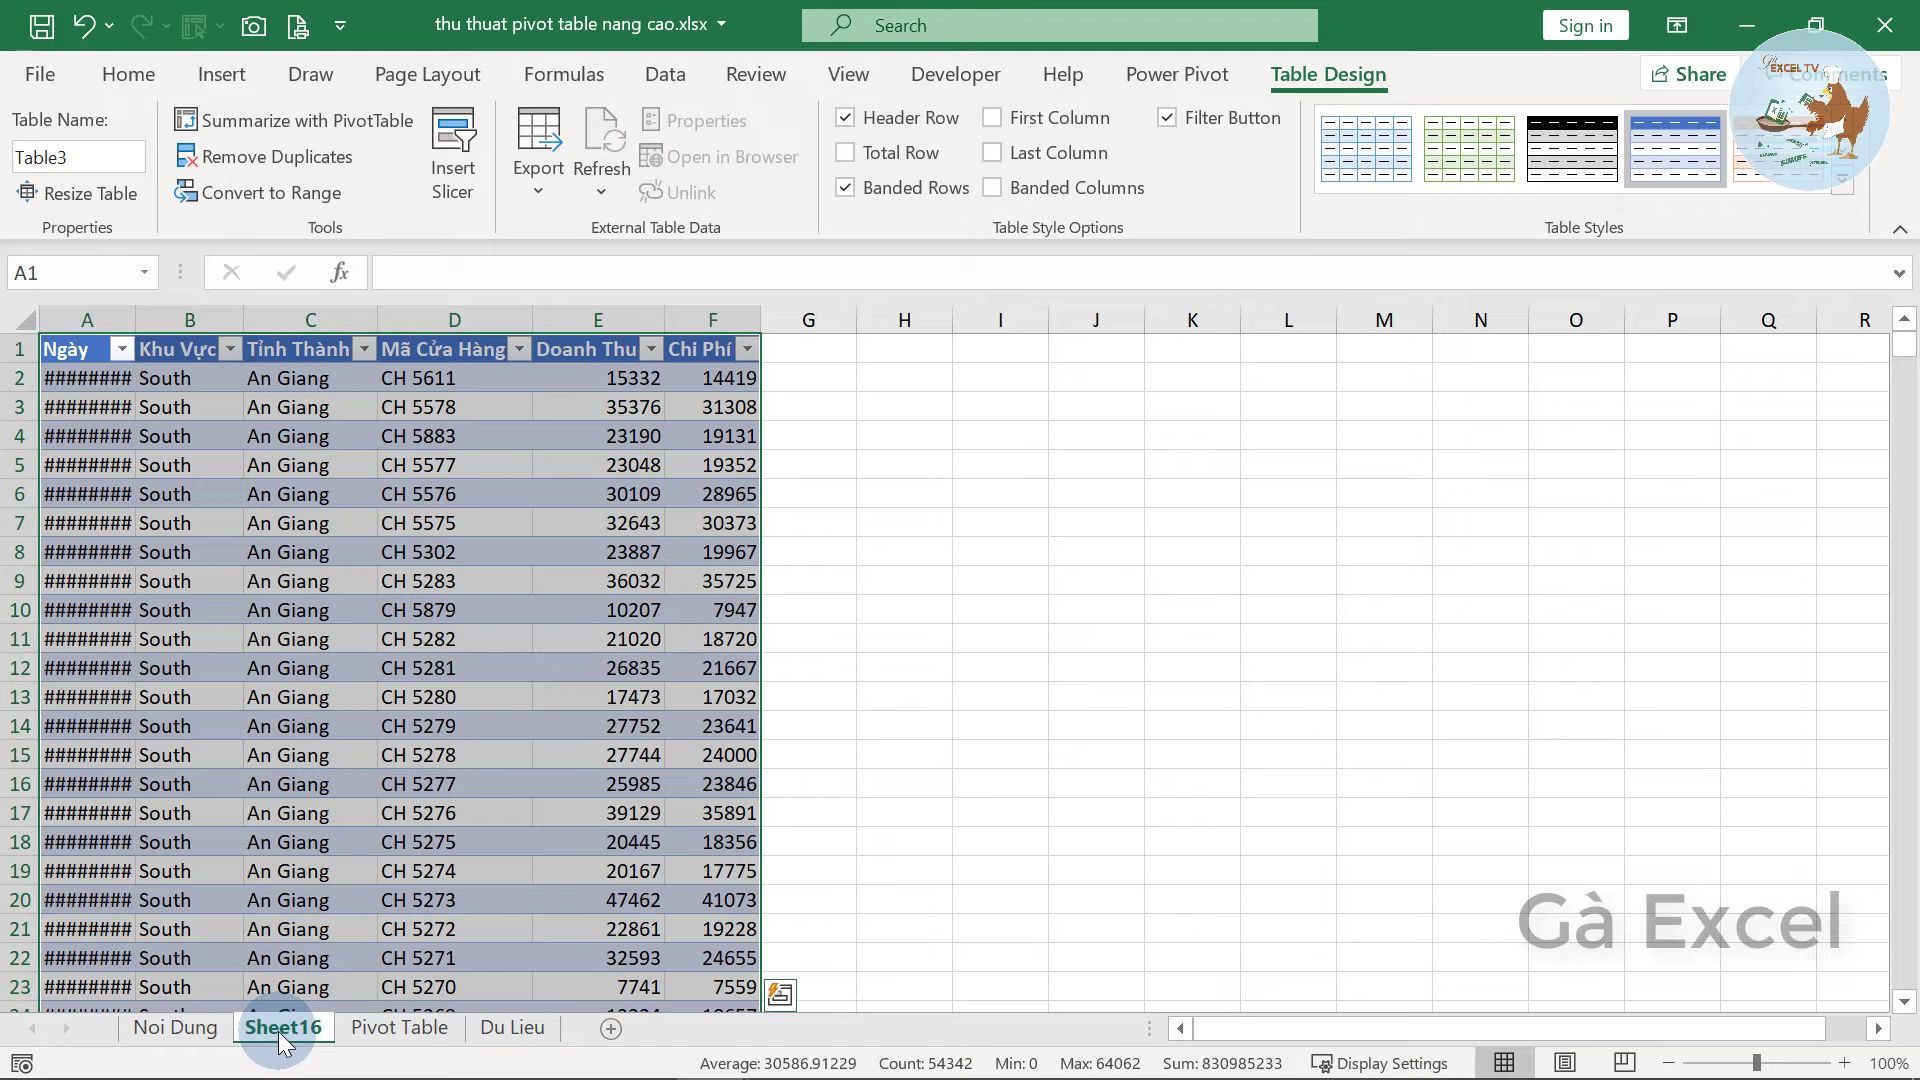 thu thuat pivot table nang cao.xlsx
Search
Sign in
File Home Insert Draw Page Layout Formulas Data Review View Developer Help Power Pivot Table Design
Share
Comments
EXCEL TV
Table Name:
Table3
Resize Table
Properties
Summarize with PivotTable
Remove Duplicates
Convert to Range
Tools
Insert Slicer
Export
Refresh
Properties
Open in Browser
Unlink
External Table Data
Header Row
First Column
Filter Button
Total Row
Last Column
Banded Rows
Banded Columns
Table Style Options
Table Styles
A1
fx
A B C D E F G H I J K L M N O P Q R
1 Ngày Khu Vực Tỉnh Thành Mã Cửa Hàng Doanh Thu Chi Phí
2 ######## South An Giang CH 5611 15332 14419
3 ######## South An Giang CH 5578 35376 31308
4 ######## South An Giang CH 5883 23190 19131
5 ######## South An Giang CH 5577 23048 19352
6 ######## South An Giang CH 5576 30109 28965
7 ######## South An Giang CH 5575 32643 30373
8 ######## South An Giang CH 5302 23887 19967
9 ######## South An Giang CH 5283 36032 35725
10 ######## South An Giang CH 5879 10207 7947
11 ######## South An Giang CH 5282 21020 18720
12 ######## South An Giang CH 5281 26835 21667
13 ######## South An Giang CH 5280 17473 17032
14 ######## South An Giang CH 5279 27752 23641
15 ######## South An Giang CH 5278 27744 24000
16 ######## South An Giang CH 5277 25985 23846
17 ######## South An Giang CH 5276 39129 35891
18 ######## South An Giang CH 5275 20445 18356
19 ######## South An Giang CH 5274 20167 17775
20 ######## South An Giang CH 5273 47462 41073
21 ######## South An Giang CH 5272 22861 19228
22 ######## South An Giang CH 5271 32593 24655
23 ######## South An Giang CH 5270 7741 7559
Gà Excel
Noi Dung Sheet16 Pivot Table Du Lieu
Average: 30586.91229 Count: 54342 Min: 0 Max: 64062 Sum: 830985233 Display Settings 100%